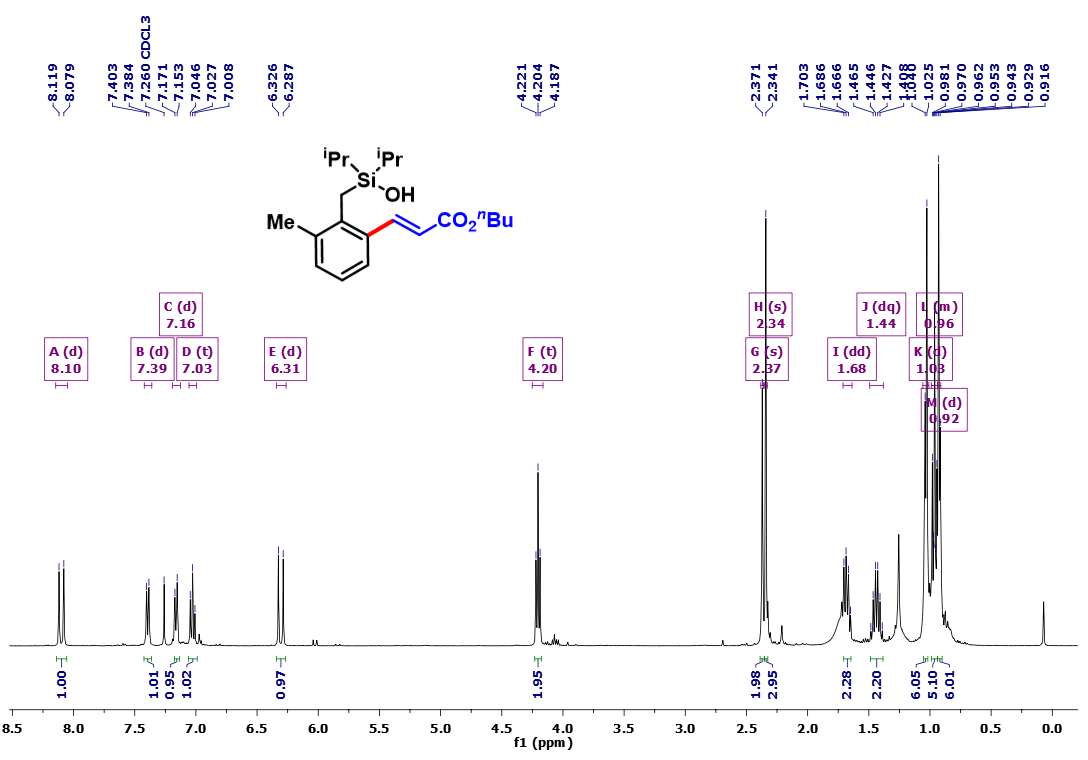 8.119
8.079
7.403
7.384
7.260 CDCL3
7.171
7.153
7.046
7.027
7.008
6.326
6.287
4.221
4.204
4.187
2.371
2.341
1.703
1.686
1.666
1.465
1.446
1.427
1.408
1.040
1.025
0.981
0.970
0.962
0.953
0.943
0.929
0.916
iPr iPr
Si
OH
Me CO2nBu
C (d)
7.16
H (s)
2.34
J (dq)
1.44
L (m)
0.96
A (d)
8.10
B (d)
7.39
D (t)
7.03
E (d)
6.31
F (t)
4.20
G (s)
2.37
I (dd)
1.68
K (d)
1.03
M (d)
0.92
1.00
1.01
0.95
1.02
0.97
1.95
1.98
2.95
2.28
2.20
6.05
5.10
6.01
8.5 8.0 7.5 7.0 6.5 6.0 5.5 5.0 4.5 4.0 3.5 3.0 2.5 2.0 1.5 1.0 0.5 0.0
f1 (ppm)